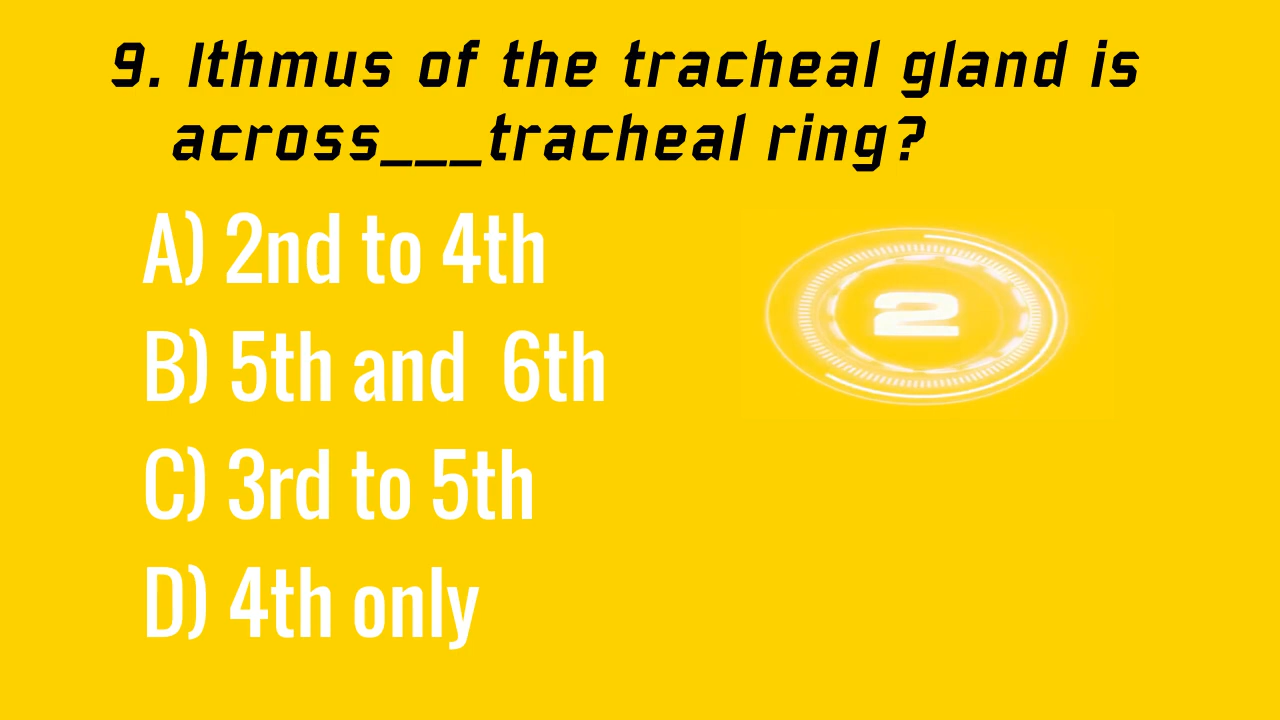 9. Ithmus of the tracheal gland is
across___tracheal ring?
A) 2nd to 4th
B) 5th and 6th
C) 3rd to 5th
D) 4th only
2